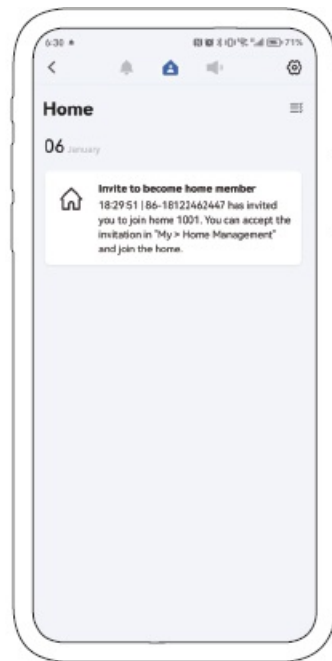 6:30
71%
Home
06 January
Invite to become home member
18:29:51 | 86-18122462447 has invited
you to join home 1001. You can accept the
invitation in "My > Home Management"
and join the home.